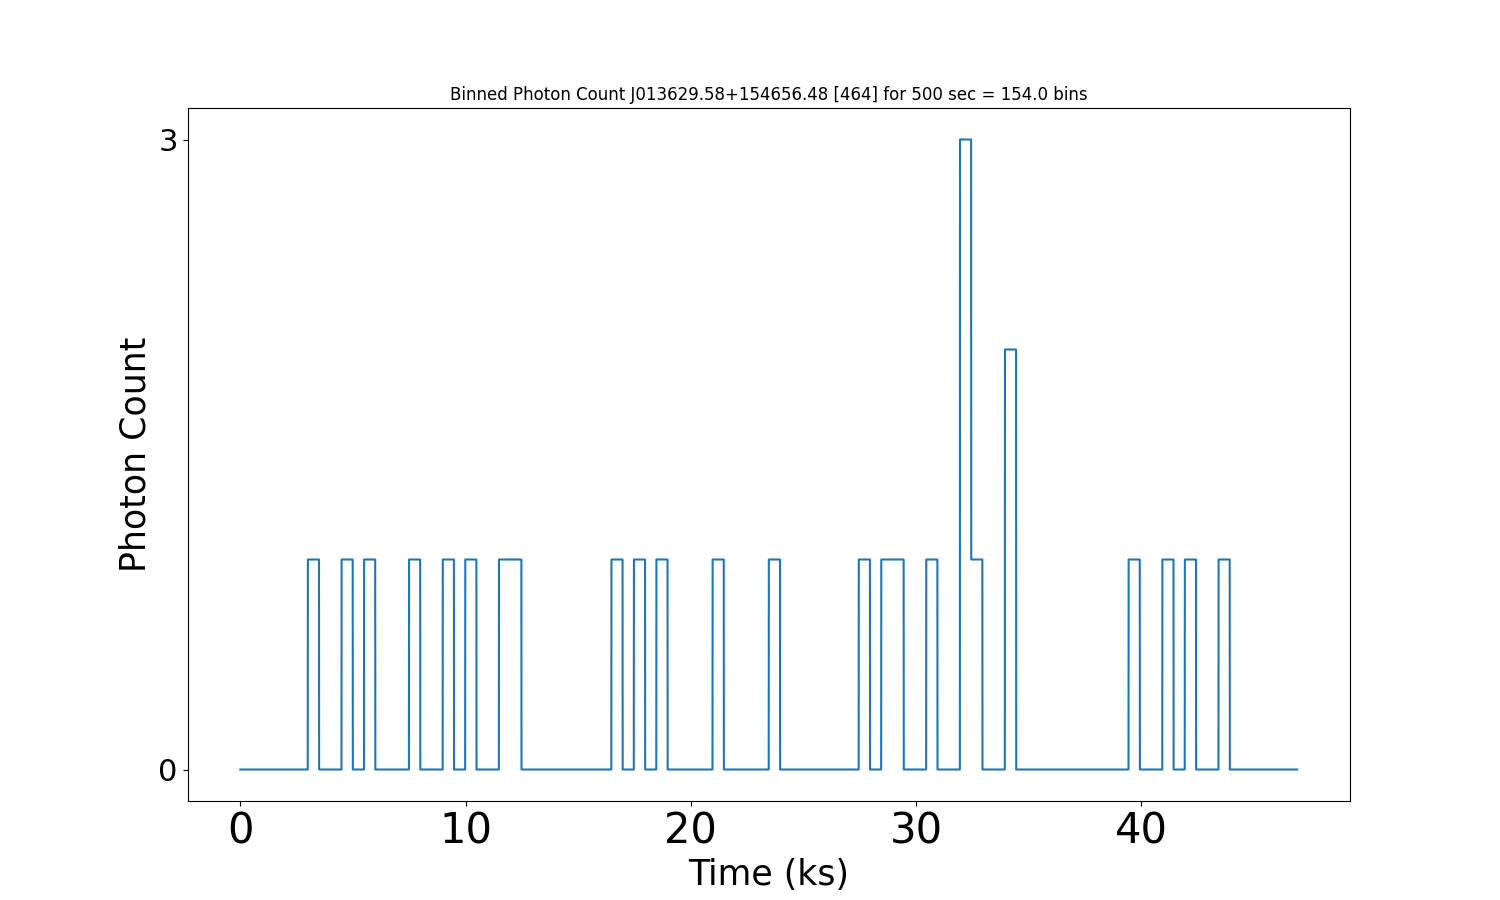 Binned Photon Count J013629.58+154656.48 [464] for 500 sec = 154.0 bins
3
Photon Count
0
0 10 20 30 40
Time (ks)